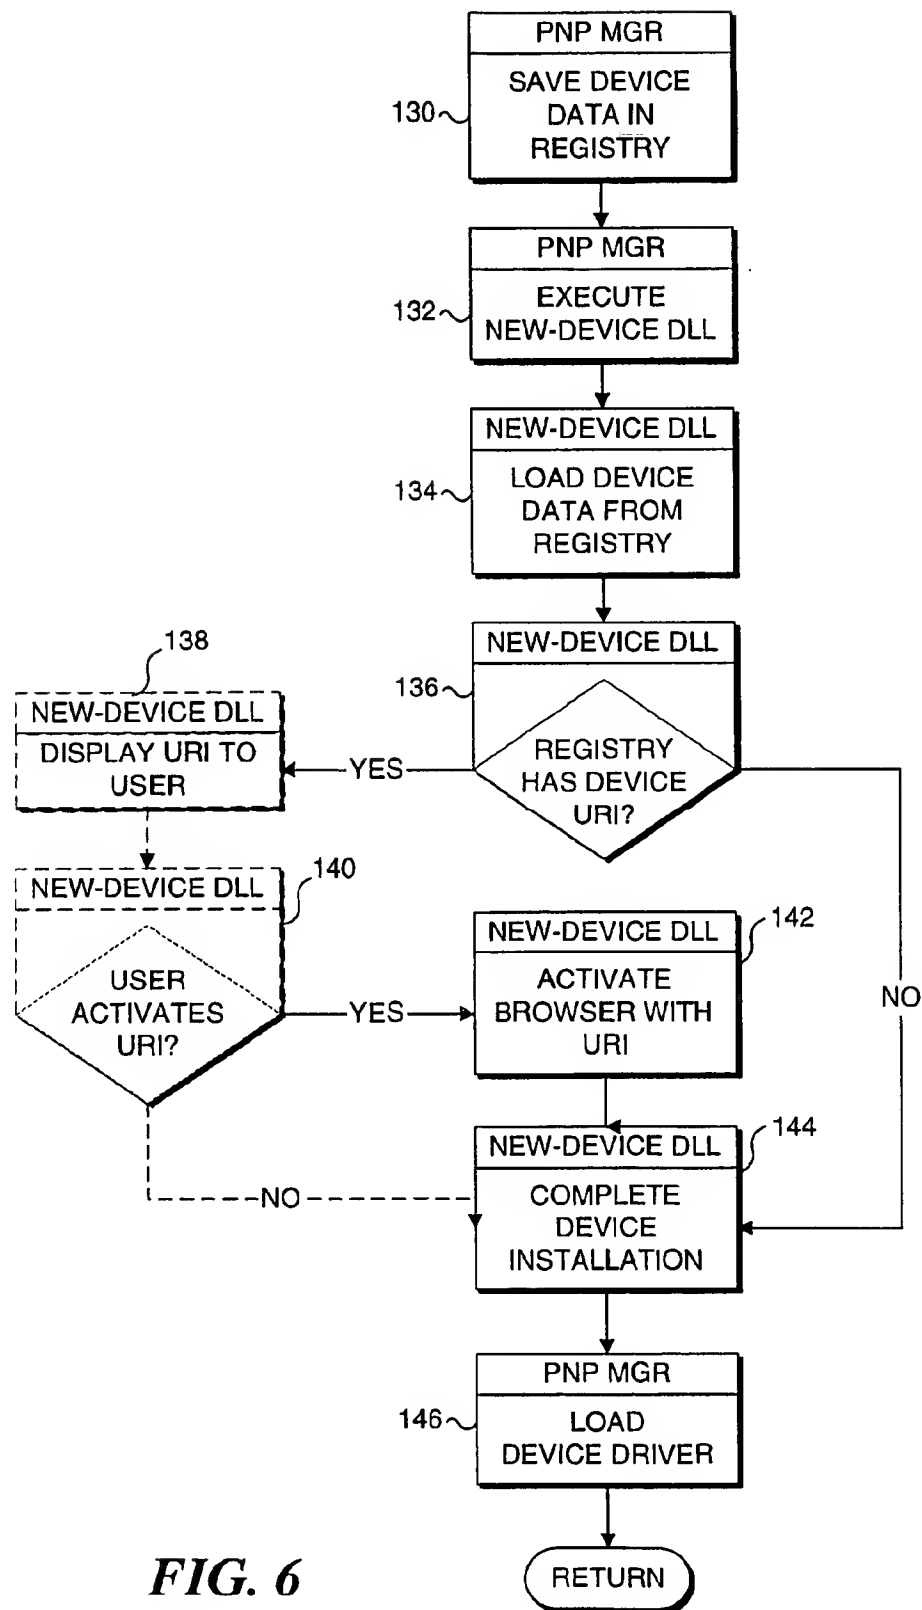 PNP MGR
130
SAVE DEVICE
DATA IN
REGISTRY
PNP MGR
132
EXECUTE
NEW-DEVICE DLL
NEW-DEVICE DLL
134
LOAD DEVICE
DATA FROM
REGISTRY
NEW-DEVICE DLL
136
REGISTRY
HAS DEVICE
URI?
YES
NO
138
NEW-DEVICE DLL
DISPLAY URI TO
USER
140
NEW-DEVICE DLL
USER
ACTIVATES
URI?
YES
NO
142
NEW-DEVICE DLL
ACTIVATE
BROWSER WITH
URI
144
NEW-DEVICE DLL
COMPLETE
DEVICE
INSTALLATION
PNP MGR
146
LOAD
DEVICE DRIVER
RETURN
FIG. 6